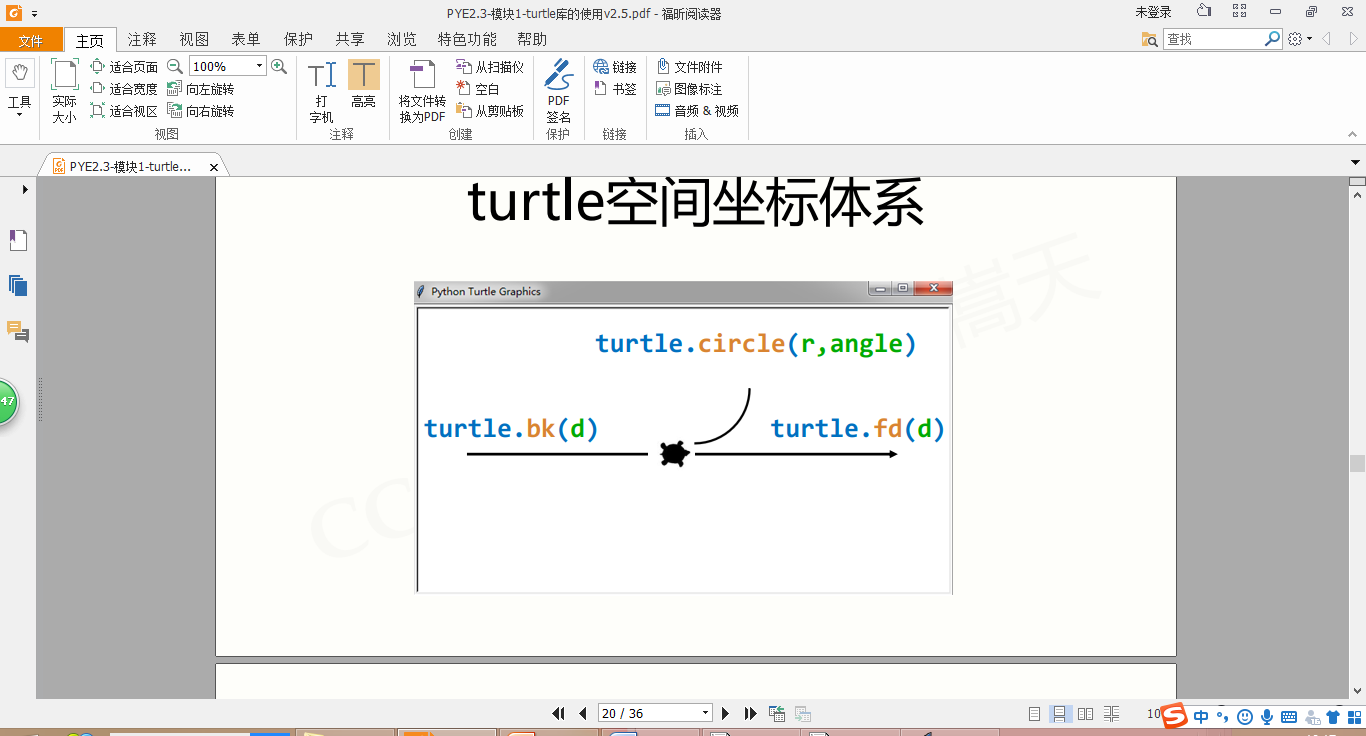 PYE2.3-模块1-turtle库的使用v2.5.pdf - 福昕阅读器
未登录
文件 主页 注释 视图 表单 保护 共享 浏览 特色功能 帮助
查找
工具
实际
大小
适合页面
适合宽度
适合视区
100%
向左旋转
向右旋转
视图
打
字机
高亮
注释
将文件转
换为PDF
从扫描仪
空白
从剪贴板
创建
PDF
签名
保护
链接
书签
链接
文件附件
图像标注
音频 & 视频
插入
PYE2.3-模块1-turtle...
47
turtle空间坐标体系
嵩天
Python Turtle Graphics
turtle.circle(r,angle)
turtle.bk(d)
turtle.fd(d)
CC
20 / 36
10
中